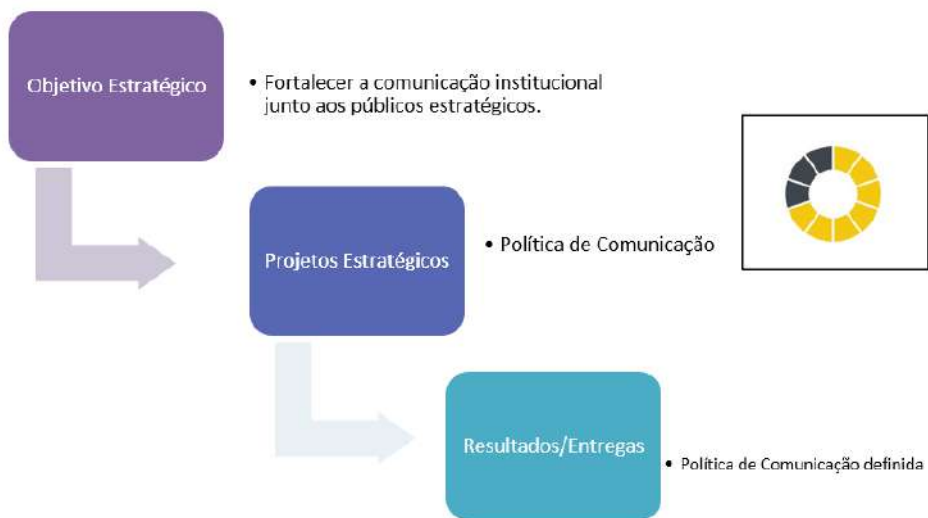 Objetivo Estratégico
• Fortalecer a comunicação institucional
junto aos públicos estratégicos.
Projetos Estratégicos
• Política de Comunicação
Resultados/Entregas
• Política de Comunicação definida